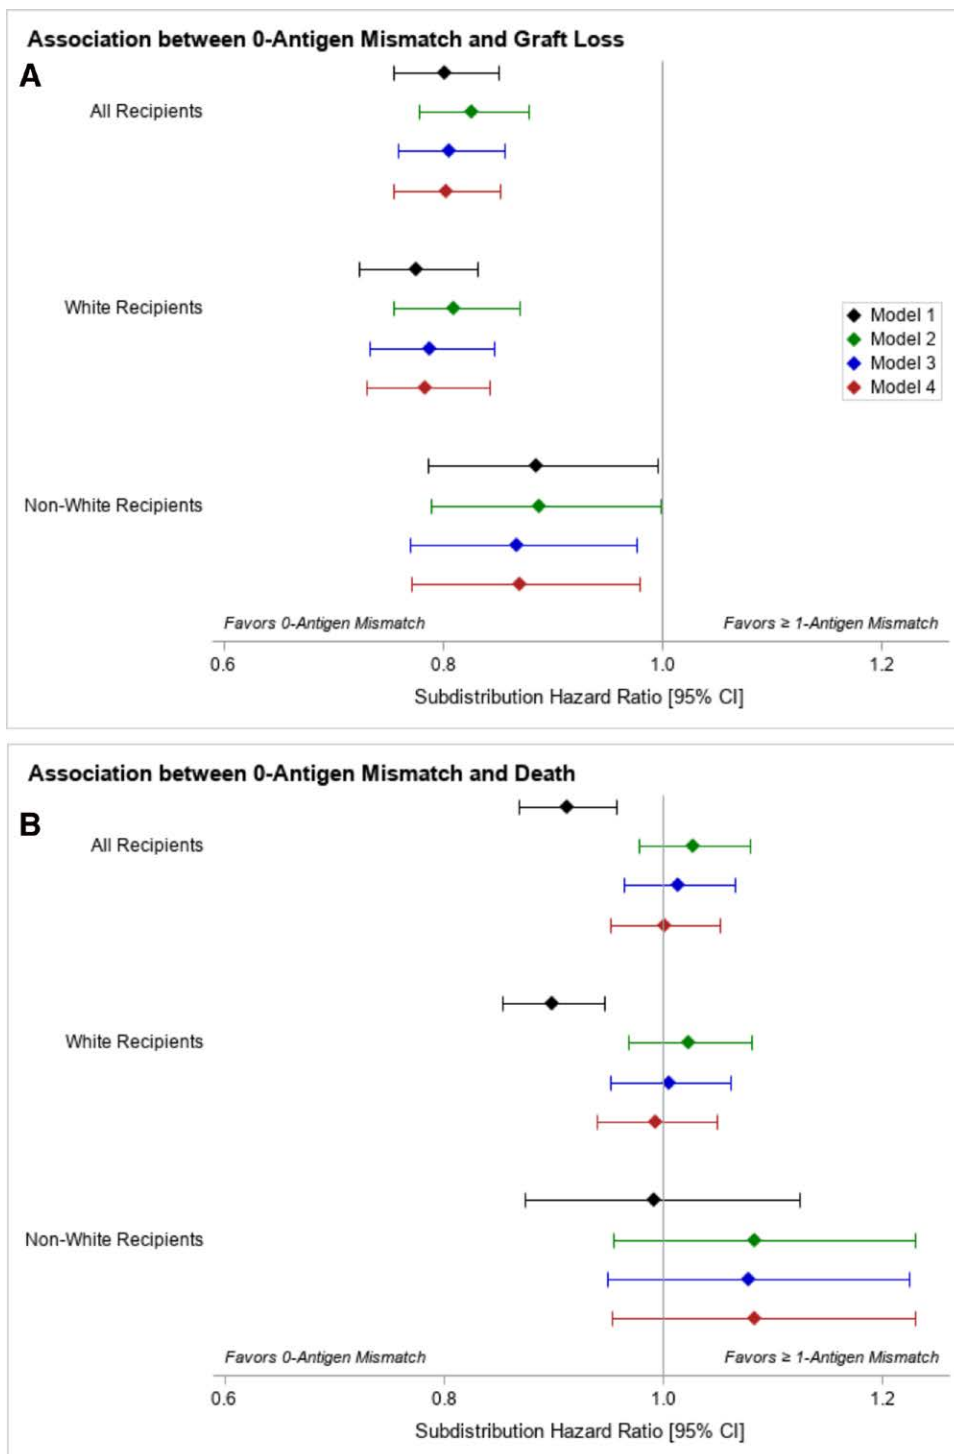 Association between 0-Antigen Mismatch and Graft Loss
A
All Recipients
White Recipients
Model 1
Model 2
Model 3
Model 4
Non-White Recipients
Favors 0-Antigen Mismatch Favors ≥ 1-Antigen Mismatch
0.6 0.8 1.0 1.2
Subdistribution Hazard Ratio [95% CI]
Association between 0-Antigen Mismatch and Death
B
All Recipients
White Recipients
Non-White Recipients
Favors 0-Antigen Mismatch Favors ≥ 1-Antigen Mismatch
0.6 0.8 1.0 1.2
Subdistribution Hazard Ratio [95% CI]